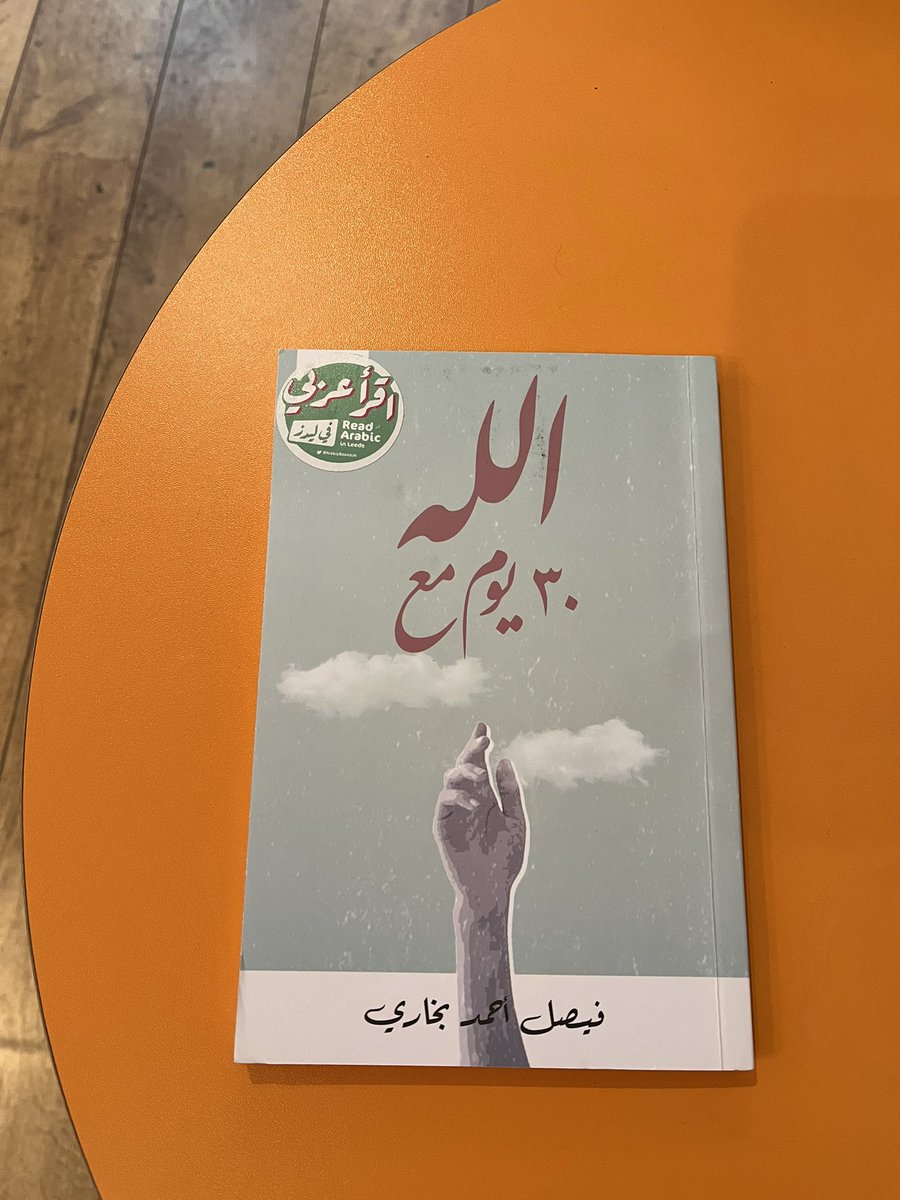 اقرأ عربي
في ليدز
Read
Arabic
in Leeds
الله
٣٠ يوم مع
فيصل أحمد بخاري